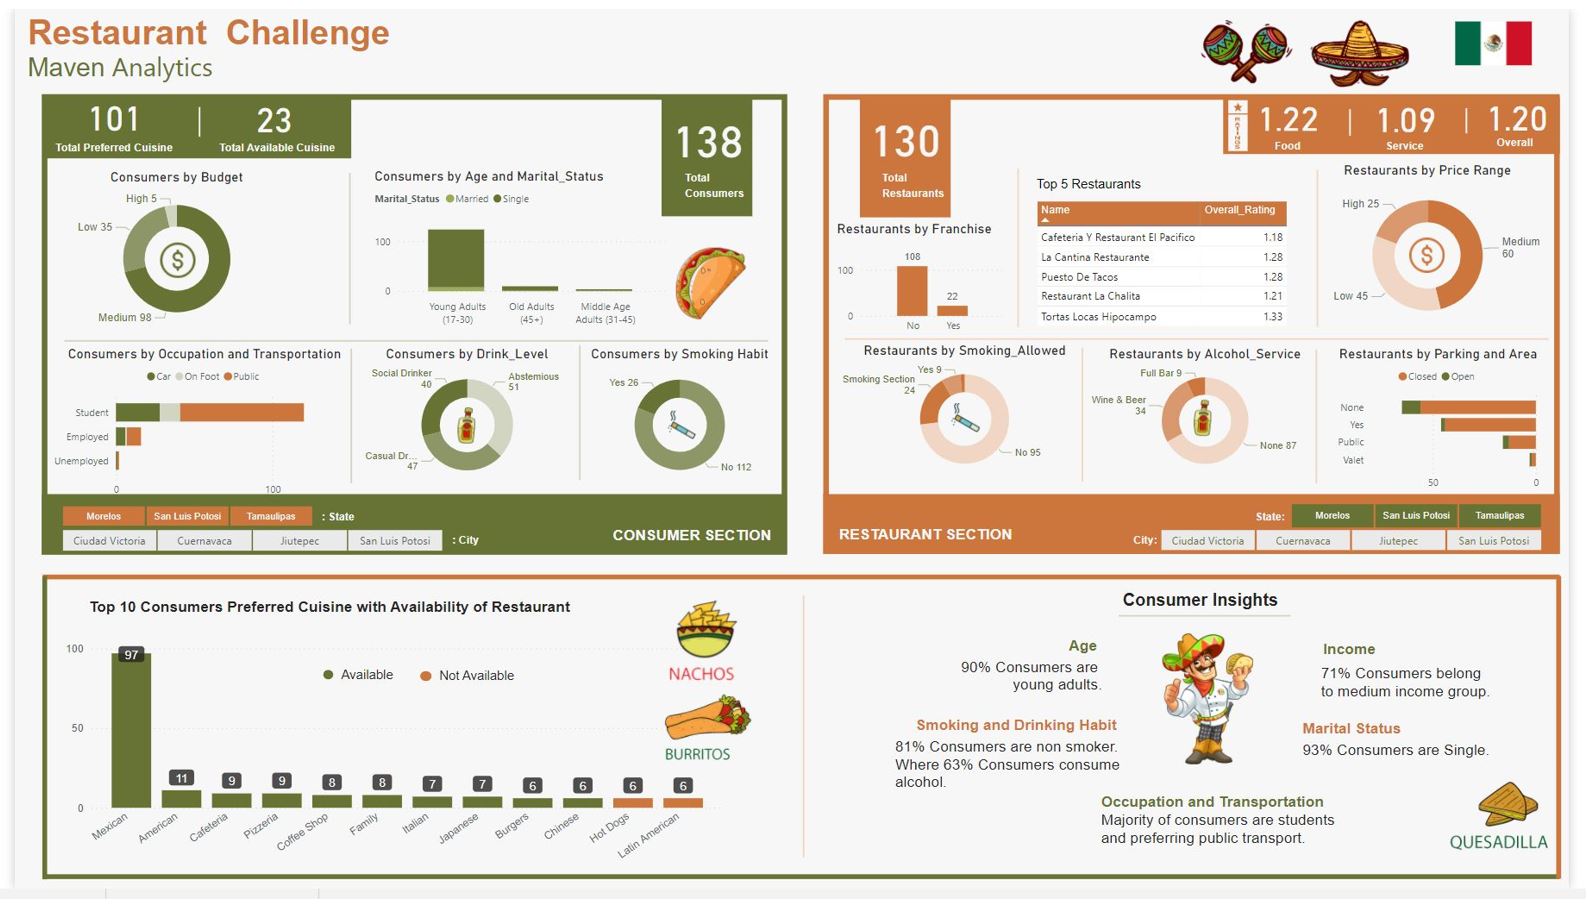 Restaurant Challenge
Maven Analytics
101
Total Preferred Cuisine
23
Total Available Cuisine
138
Total
Consumers
Consumers by Budget
High 5
Low 35
Medium 98
Consumers by Age and Marital_Status
Marital_Status Married Single
100
0
Young Adults
(17-30)
Old Adults
(45+)
Middle Age
Adults (31-45)
Consumers by Occupation and Transportation
Car On Foot Public
Student
Employed
Unemployed
0 100
Consumers by Drink_Level
Social Drinker
40
Abstemious
51
Casual Dr...
47
Consumers by Smoking Habit
Yes 26
No 112
Morelos San Luis Potosi Tamaulipas : State
Ciudad Victoria Cuernavaca Jiutepec San Luis Potosi : City
CONSUMER SECTION
130
Total
Restaurants
RATINGS
1.22
Food
1.09
Service
1.20
Overall
Restaurants by Franchise
108
22
100
0
No Yes
Top 5 Restaurants
Name Overall_Rating
Cafeteria Y Restaurant El Pacifico 1.18
La Cantina Restaurante 1.28
Puesto De Tacos 1.28
Restaurant La Chalita 1.21
Tortas Locas Hipocampo 1.33
Restaurants by Price Range
High 25
Medium
60
Low 45
Restaurants by Smoking_Allowed
Yes 9
Smoking Section
24
No 95
Restaurants by Alcohol_Service
Full Bar 9
Wine & Beer
34
None 87
Restaurants by Parking and Area
Closed Open
None
Yes
Public
Valet
50 0
RESTAURANT SECTION
State: Morelos San Luis Potosi Tamaulipas
City: Ciudad Victoria Cuernavaca Jiutepec San Luis Potosi
Top 10 Consumers Preferred Cuisine with Availability of Restaurant
Available Not Available
100
50
0
97 11 9 9 8 8 7 7 6 6 6 6
Mexican American Cafeteria Pizzeria Coffee Shop Family Italian Japanese Burgers Chinese Hot Dogs Latin American
NACHOS
BURRITOS
Consumer Insights
Age
90% Consumers are
young adults.
Income
71% Consumers belong
to medium income group.
Smoking and Drinking Habit
81% Consumers are non smoker.
Where 63% Consumers consume
alcohol.
Marital Status
93% Consumers are Single.
Occupation and Transportation
Majority of consumers are students
and preferring public transport.
QUESADILLA